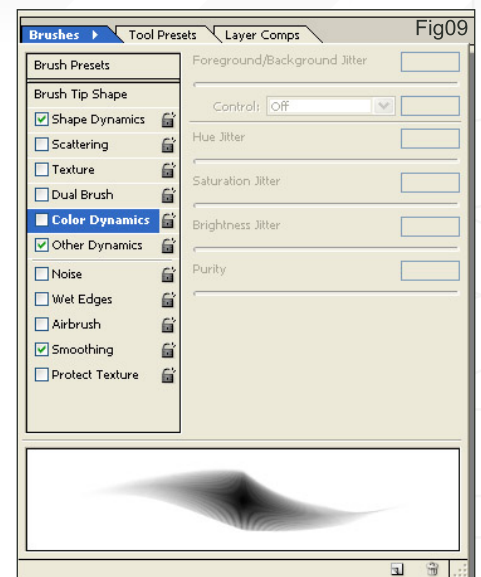 Brushes Tool Presets Layer Comps Fig09
Brush Presets
Brush Tip Shape
Shape Dynamics
Scattering
Texture
Dual Brush
Color Dynamics
Other Dynamics
Noise
Wet Edges
Airbrush
Smoothing
Protect Texture
Foreground/Background Jitter
Control: Off
Hue Jitter
Saturation Jitter
Brightness Jitter
Purity